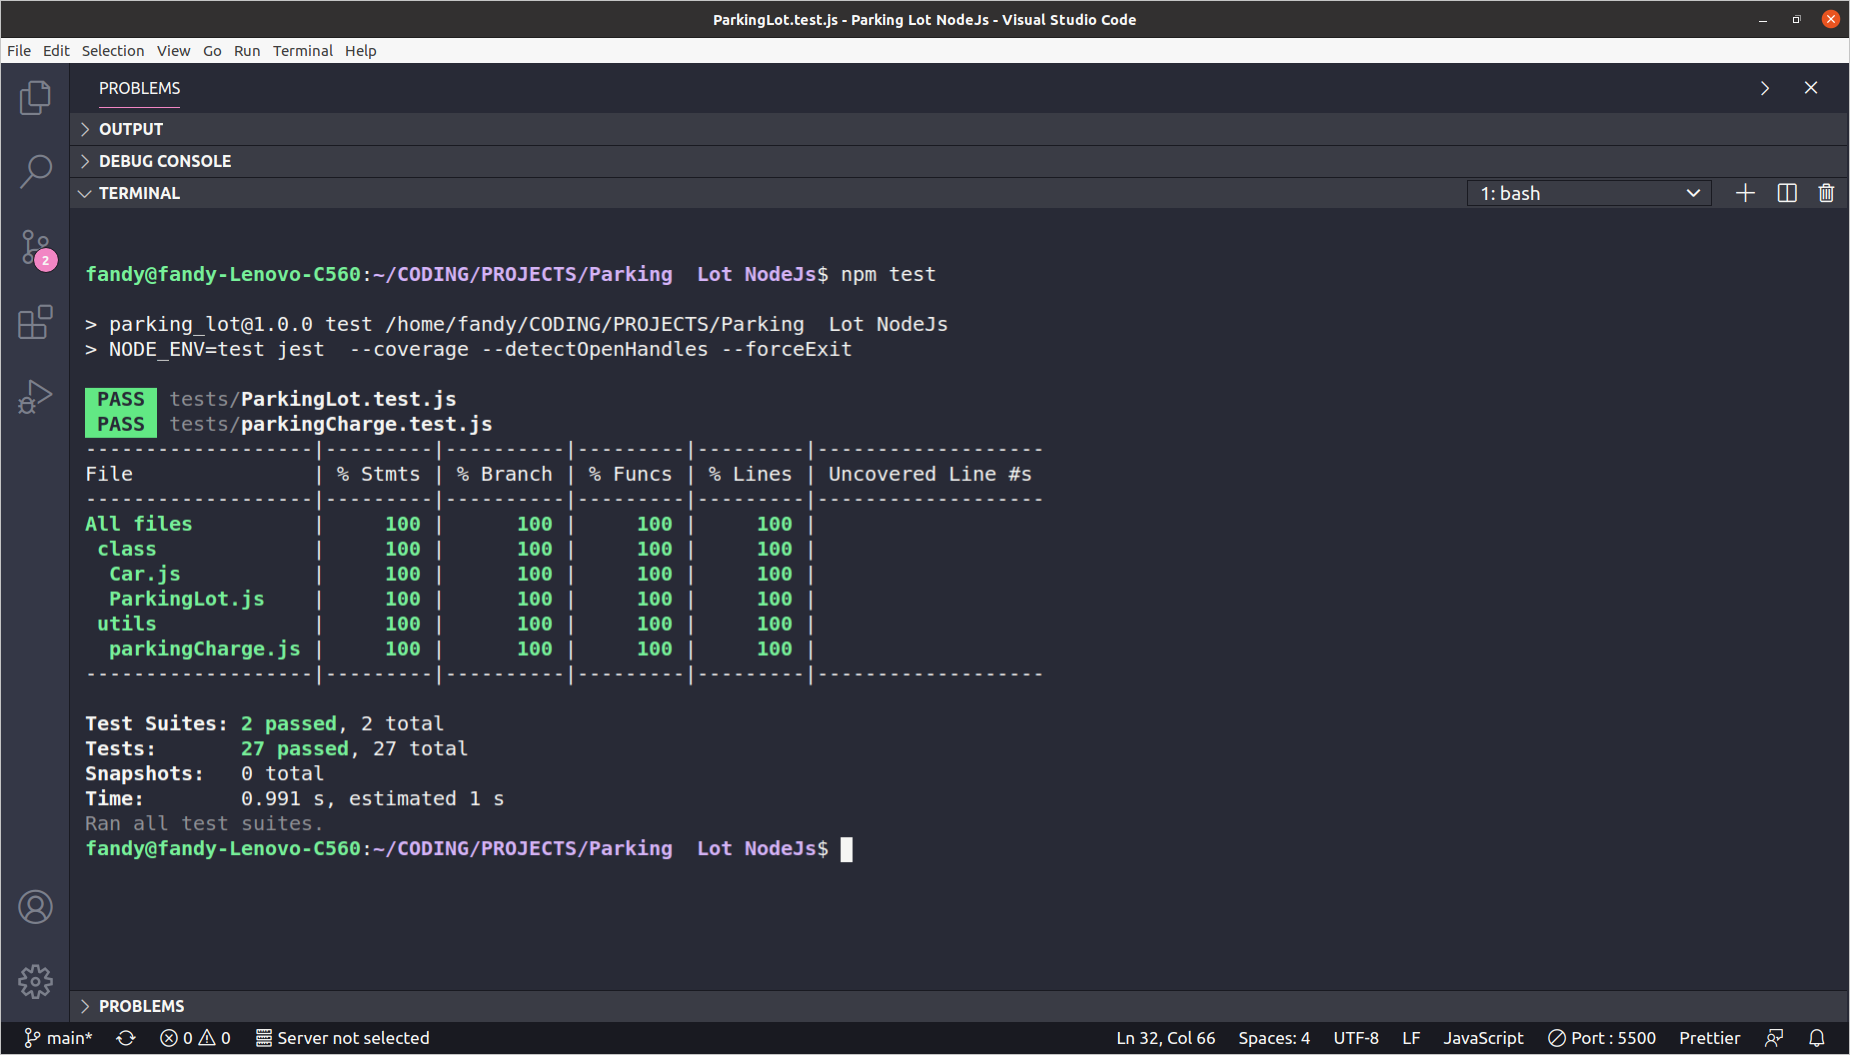 ParkingLot.test.js - Parking Lot NodeJs - Visual Studio Code
File Edit Selection View Go Run Terminal Help
PROBLEMS
OUTPUT
DEBUG CONSOLE
TERMINAL
1: bash
2
fandy@fandy-Lenovo-C560:~/CODING/PROJECTS/Parking  Lot NodeJs$ npm test
> parking_lot@1.0.0 test /home/fandy/CODING/PROJECTS/Parking  Lot NodeJs
> NODE_ENV=test jest  --coverage --detectOpenHandles --forceExit
PASS tests/ParkingLot.test.js
PASS tests/parkingCharge.test.js
-------------------|---------|----------|---------|---------|-------------------
File               | % Stmts | % Branch | % Funcs | % Lines | Uncovered Line #s
-------------------|---------|----------|---------|---------|-------------------
All files          |     100 |      100 |     100 |     100 |
 class             |     100 |      100 |     100 |     100 |
  Car.js           |     100 |      100 |     100 |     100 |
  ParkingLot.js    |     100 |      100 |     100 |     100 |
 utils             |     100 |      100 |     100 |     100 |
  parkingCharge.js |     100 |      100 |     100 |     100 |
-------------------|---------|----------|---------|---------|-------------------
Test Suites: 2 passed, 2 total
Tests:       27 passed, 27 total
Snapshots:   0 total
Time:        0.991 s, estimated 1 s
Ran all test suites.
fandy@fandy-Lenovo-C560:~/CODING/PROJECTS/Parking  Lot NodeJs$
PROBLEMS
main* 0 0 Server not selected Ln 32, Col 66 Spaces: 4 UTF-8 LF JavaScript Port : 5500 Prettier